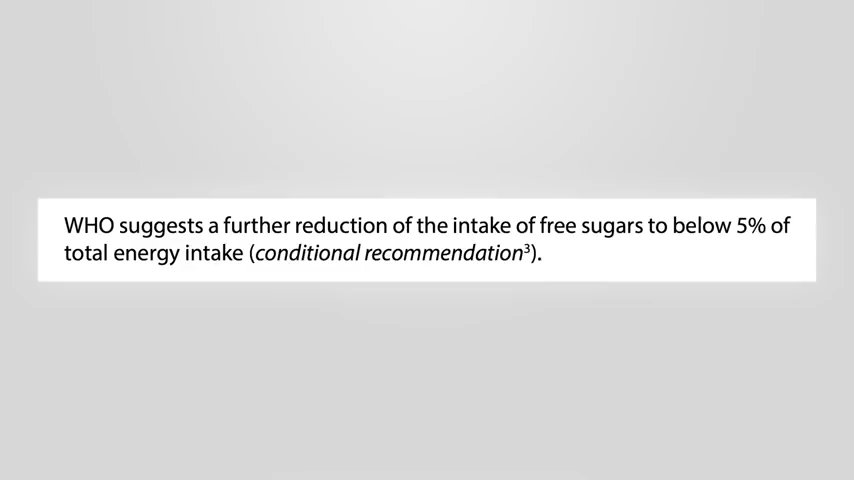 WHO suggests a further reduction of the intake of free sugars to below 5% of
total energy intake (conditional recommendation³).